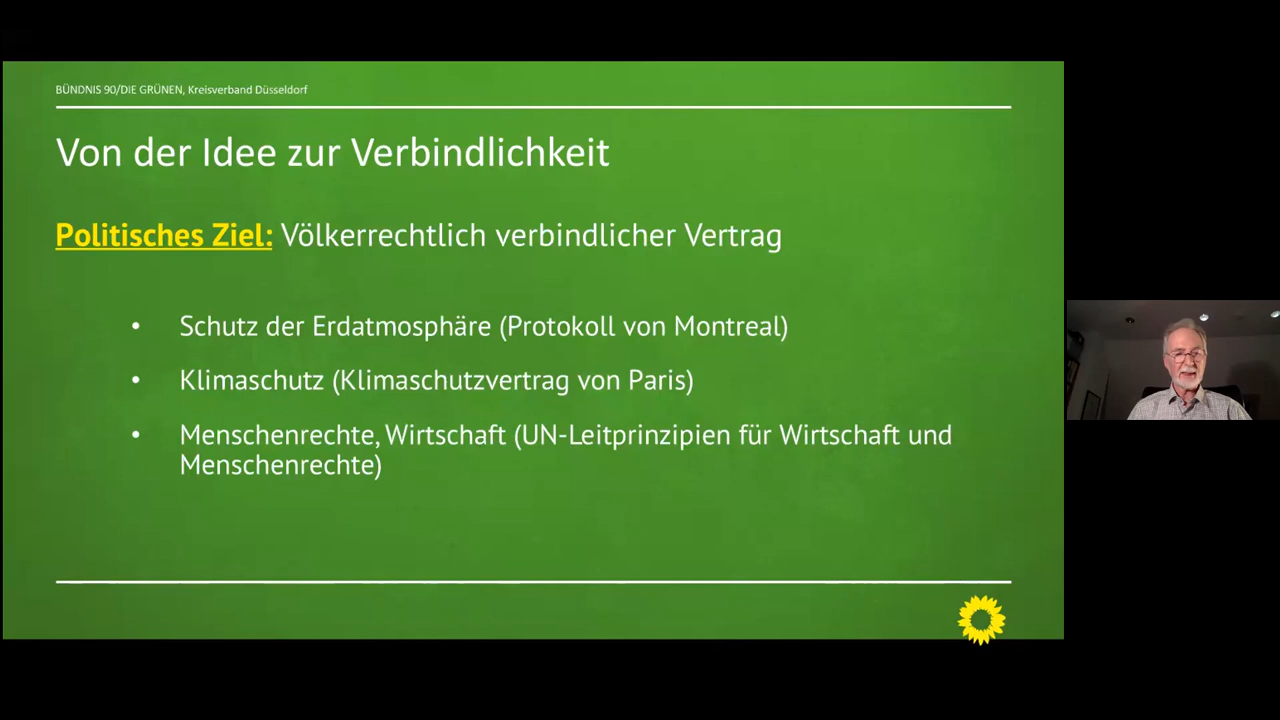 BÜNDNIS 90/DIE GRÜNEN, Kreisverband Düsseldorf
Von der Idee zur Verbindlichkeit
Politisches Ziel: Völkerrechtlich verbindlicher Vertrag
• Schutz der Erdatmosphäre (Protokoll von Montreal)
• Klimaschutz (Klimaschutzvertrag von Paris)
• Menschenrechte, Wirtschaft (UN-Leitprinzipien für Wirtschaft und
Menschenrechte)